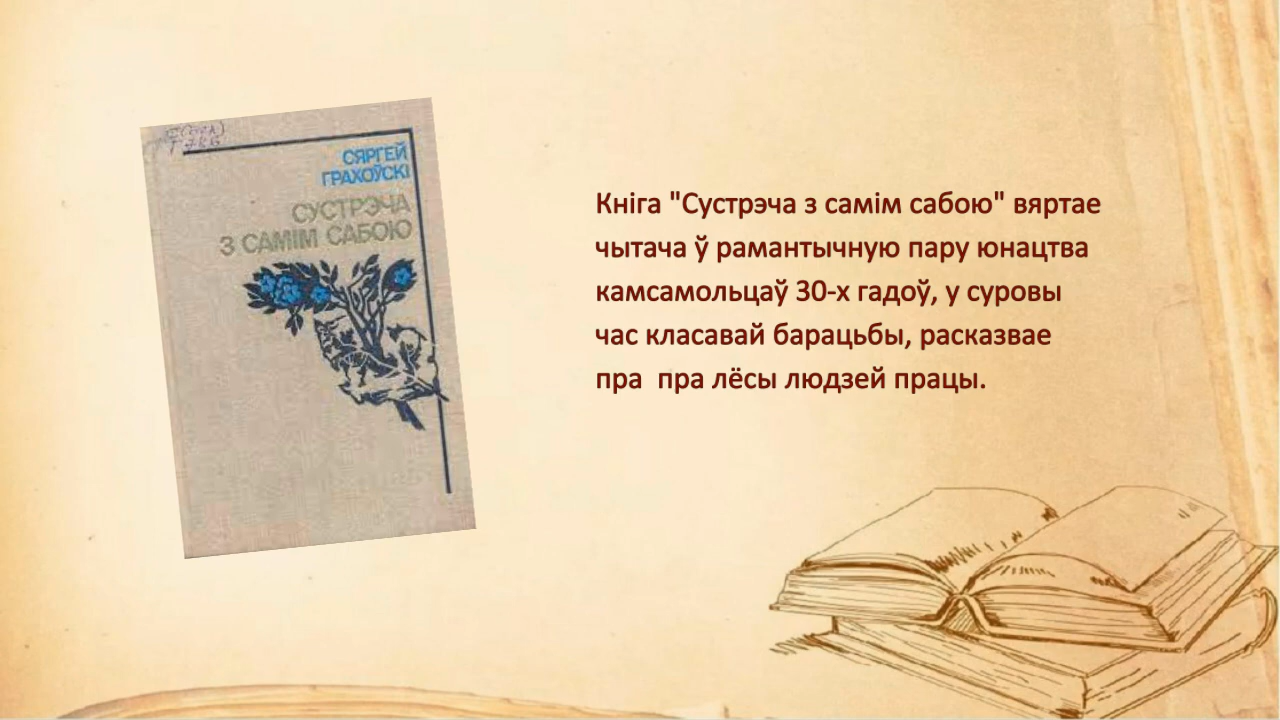 СЯРГЕЙ
ГРАХОЎСКІ
СУСТРЭЧА
З САМІМ САБОЮ
Кніга "Сустрэча з самім сабою" вяртае
чытача ў рамантычную пару юнацтва
камсамольцаў 30-х гадоў, у суровы
час класавай барацьбы, расказвае
пра  пра лёсы людзей працы.